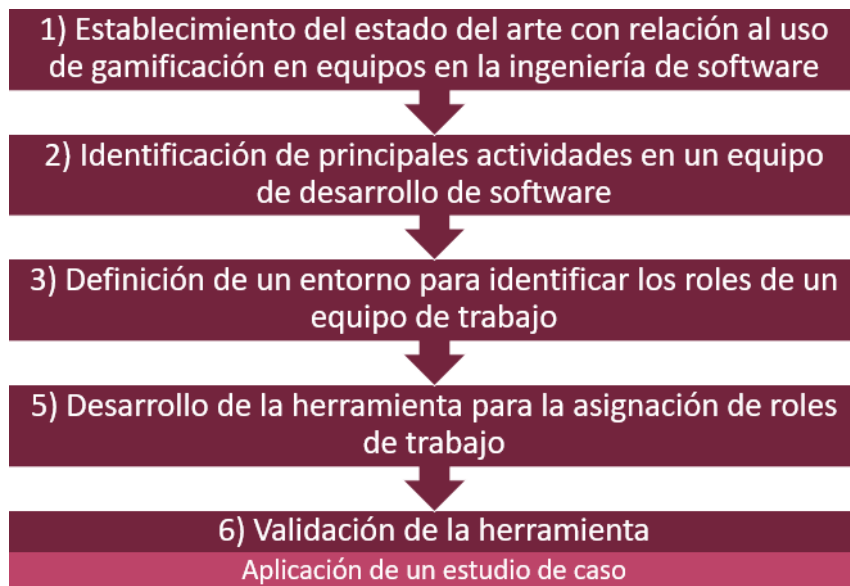 1) Establecimiento del estado del arte con relación al uso
de gamificación en equipos en la ingeniería de software
2) Identificación de principales actividades en un equipo
de desarrollo de software
3) Definición de un entorno para identificar los roles de un
equipo de trabajo
5) Desarrollo de la herramienta para la asignación de roles
de trabajo
6) Validación de la herramienta
Aplicación de un estudio de caso